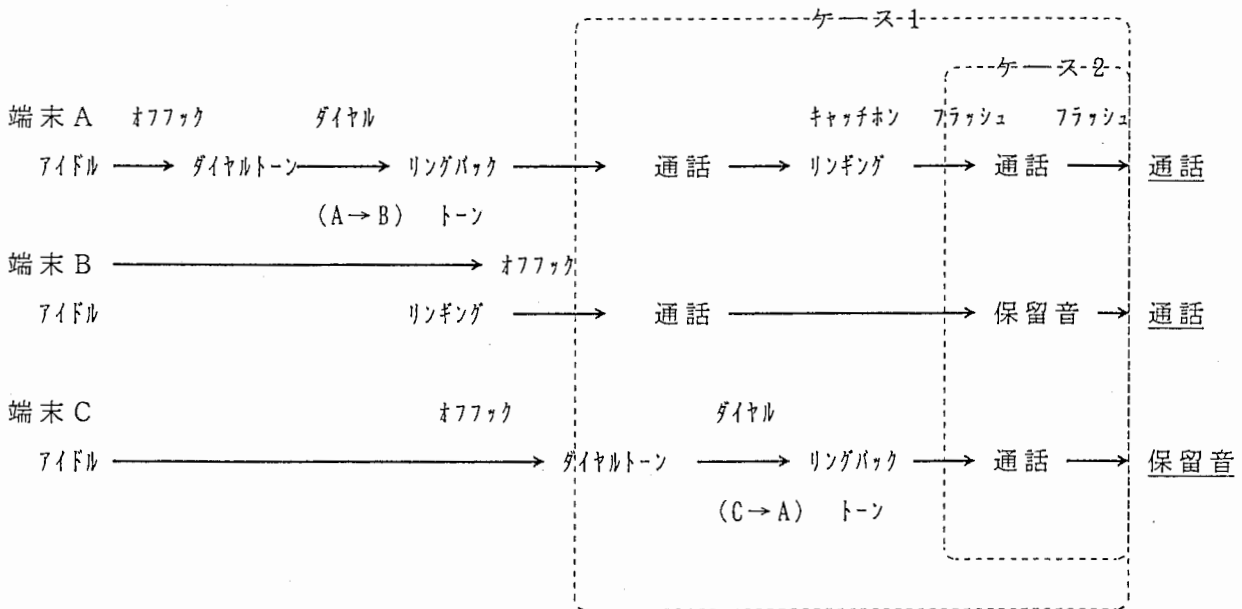 ケース1
ケース2
端末A オフフック ダイヤル キャッチホン フラッシュ フラッシュ
アイドル ダイヤルトーン リングバック 通話 リンギング 通話 通話
(A→B) トーン
端末B オフフック
アイドル リンギング 通話 保留音 通話
端末C オフフック ダイヤル
アイドル ダイヤルトーン リングバック 通話 保留音
(C→A) トーン